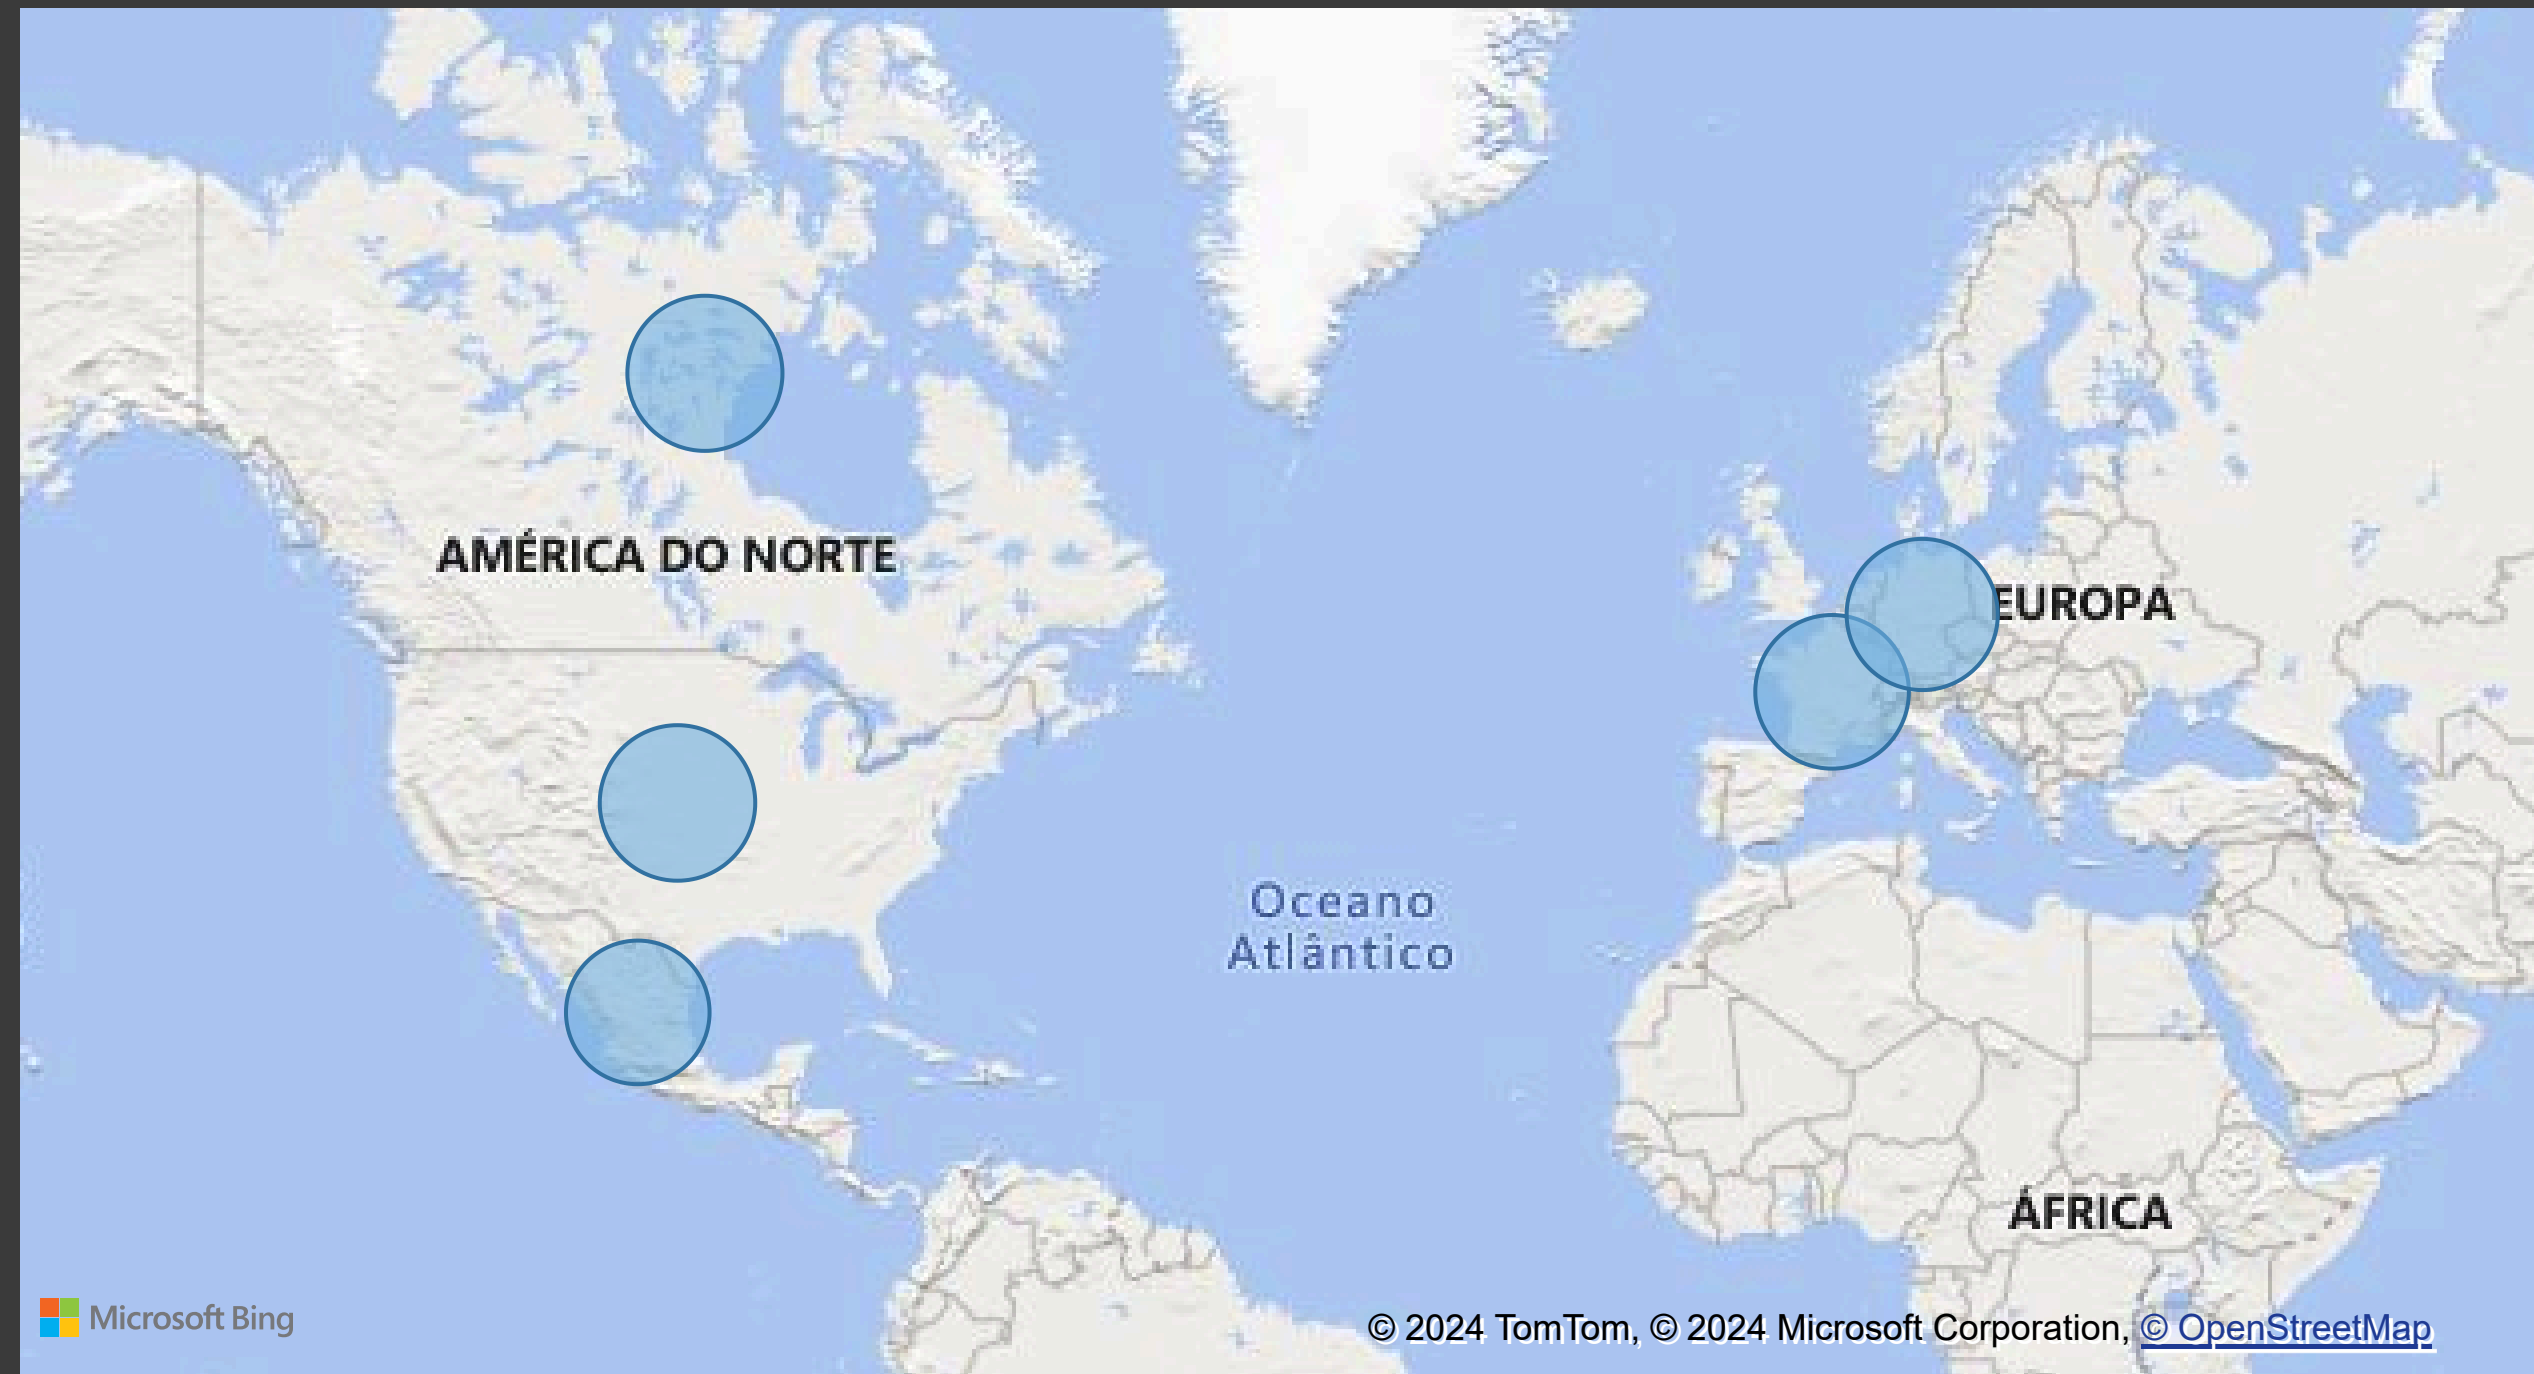 AMÉRICA DO NORTE
EUROPA
Oceano
Atlântico
ÁFRICA
Microsoft Bing
© 2024 TomTom, © 2024 Microsoft Corporation, © OpenStreetMap